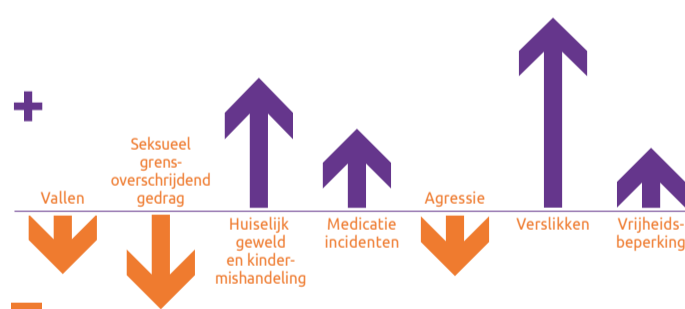 Vallen
Seksueel
grens-
overschrijdend
gedrag
Huiselijk
geweld
en kinder-
mishandeling
Medicatie
incidenten
Agressie
Verslikken
Vrijheids-
beperking